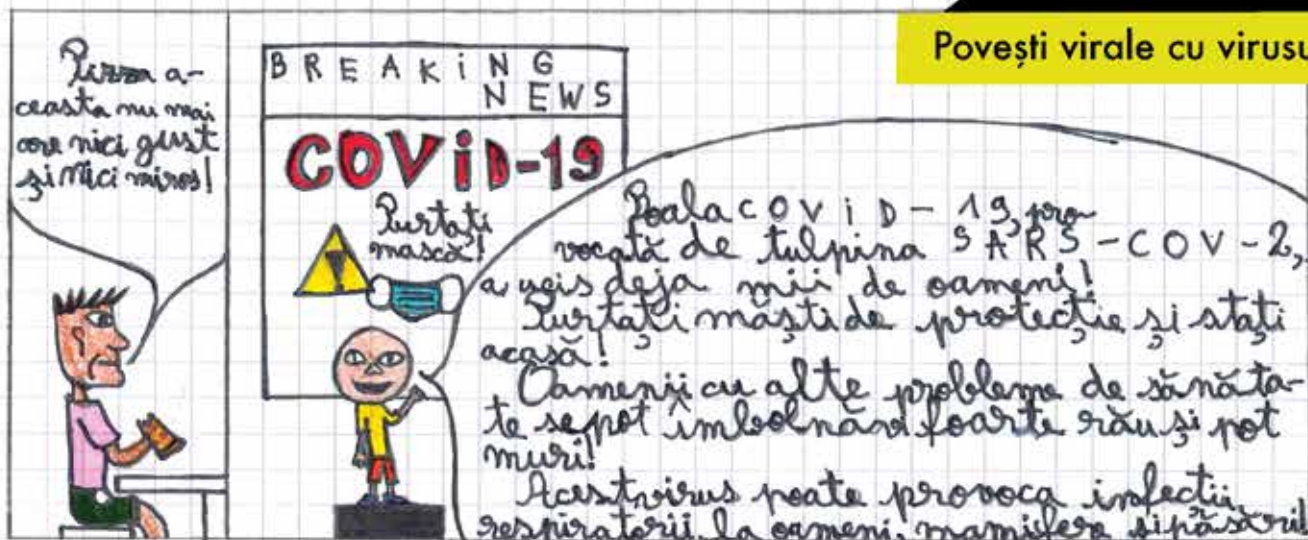 Povești virale cu virusu
Pizza a-
ceasta nu mai
are nici gust
și nici miros!
BREAKiNG
NEWS
COViD-19
Purtați
mască!
Boala COViD-19, pro
vocată de tulpina SARS-COV-2,
a ucis deja mii de oameni!
Purtați măști de protecție și stați
acasă!
Oamenii cu alte probleme de sănăta-
te se pot îmbolnăvi foarte rău și pot
muri!
Acest virus poate provoca infecții
respiratorii la oameni, mamifere și păsări!